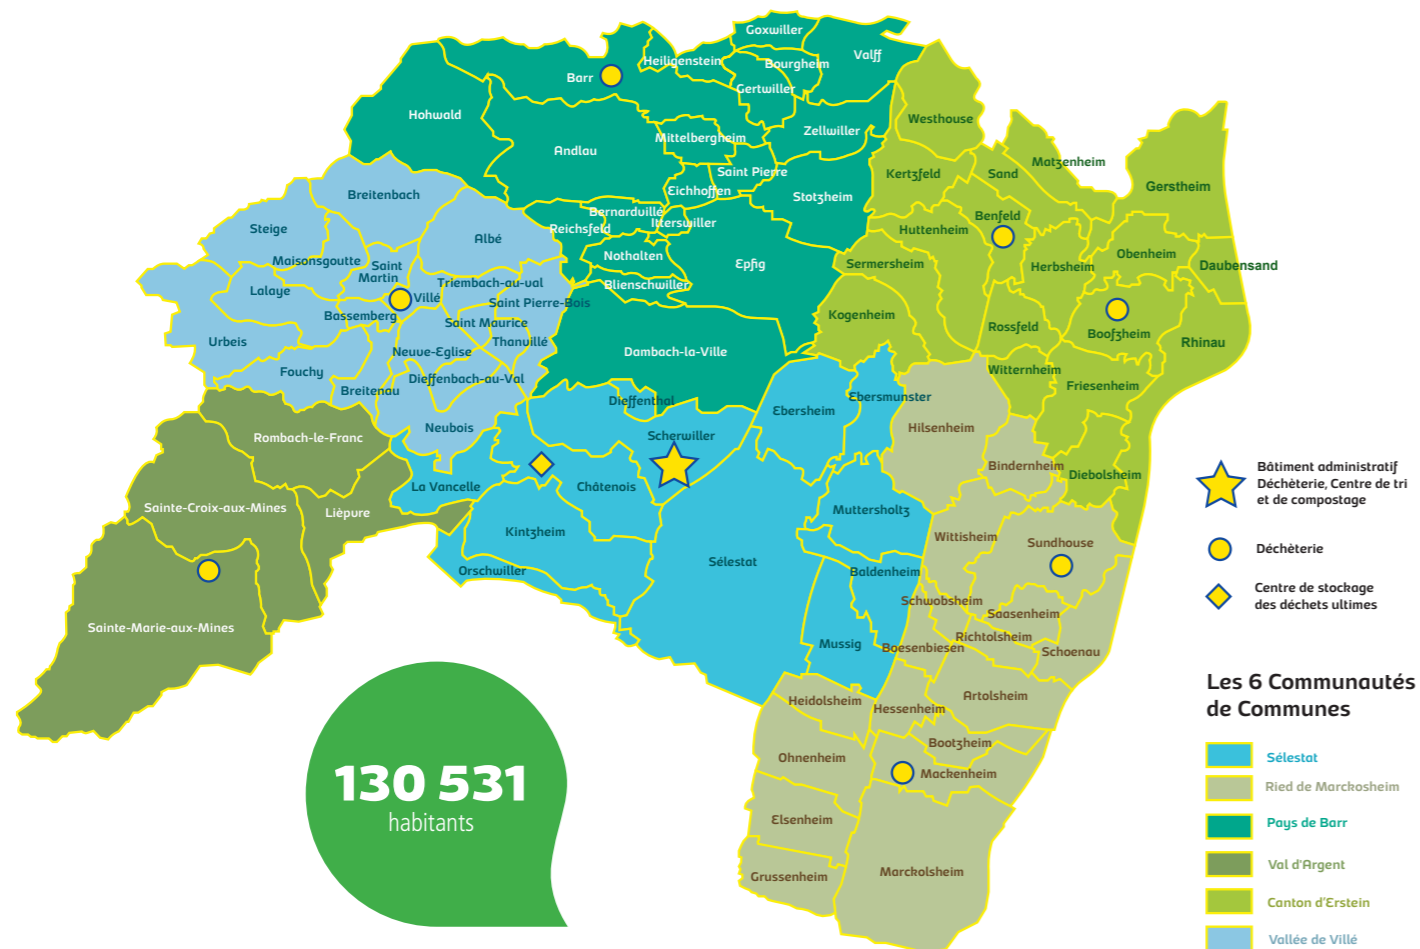 Goxwiller
Valff
Heiligenstein
Bourgheim
Barr
Gertwiller
Hohwald
Westhouse
Zellwiller
Mittelbergheim
Andlau
Matzenheim
Saint Pierre
Kertzfeld
Sand
Gerstheim
Eichhoffen
Breitenbach
Stotzheim
Bernardvillé
Benfeld
Itterswiller
Reichsfeld
Steige
Huttenheim
Albé
Obenheim
Nothalten
Maisonsgoutte
Saint
Martin
Epfig
Sermersheim
Herbsheim
Daubensand
Triembach-au-val
Blienschwiller
Lalaye
Villé
Saint Pierre-Bois
Bassemberg
Kogenheim
Saint Maurice
Rossfeld
Boofzheim
Urbeis
Thanvillé
Rhinau
Neuve-Eglise
Dambach-la-Ville
Fouchy
Witternheim
Dieffenbach-au-Val
Friesenheim
Breitenau
Ebersmunster
Dieffenthal
Ebersheim
Neubois
Hilsenheim
Rombach-le-Franc
Scherwiller
Bindernheim
Diebolsheim
La Vancelle
Châtenois
Sainte-Croix-aux-Mines
Lièpvre
Muttersholtz
Kintzheim
Wittisheim
Sundhouse
Sélestat
Orschwiller
Baldenheim
Schwobsheim
Saasenheim
Sainte-Marie-aux-Mines
Richtolsheim
Mussig
Boesenbiesen
Schoenau
Artolsheim
Heidolsheim
Hessenheim
Bootzheim
Ohnenheim
Mackenheim
Elsenheim
Marckolsheim
Grussenheim
130 531
habitants
Bâtiment administratif
Déchèterie, Centre de tri
et de compostage
Déchèterie
Centre de stockage
des déchets ultimes
Les 6 Communautés
de Communes
Sélestat
Ried de Marckosheim
Pays de Barr
Val d'Argent
Canton d'Erstein
Vallée de Villé